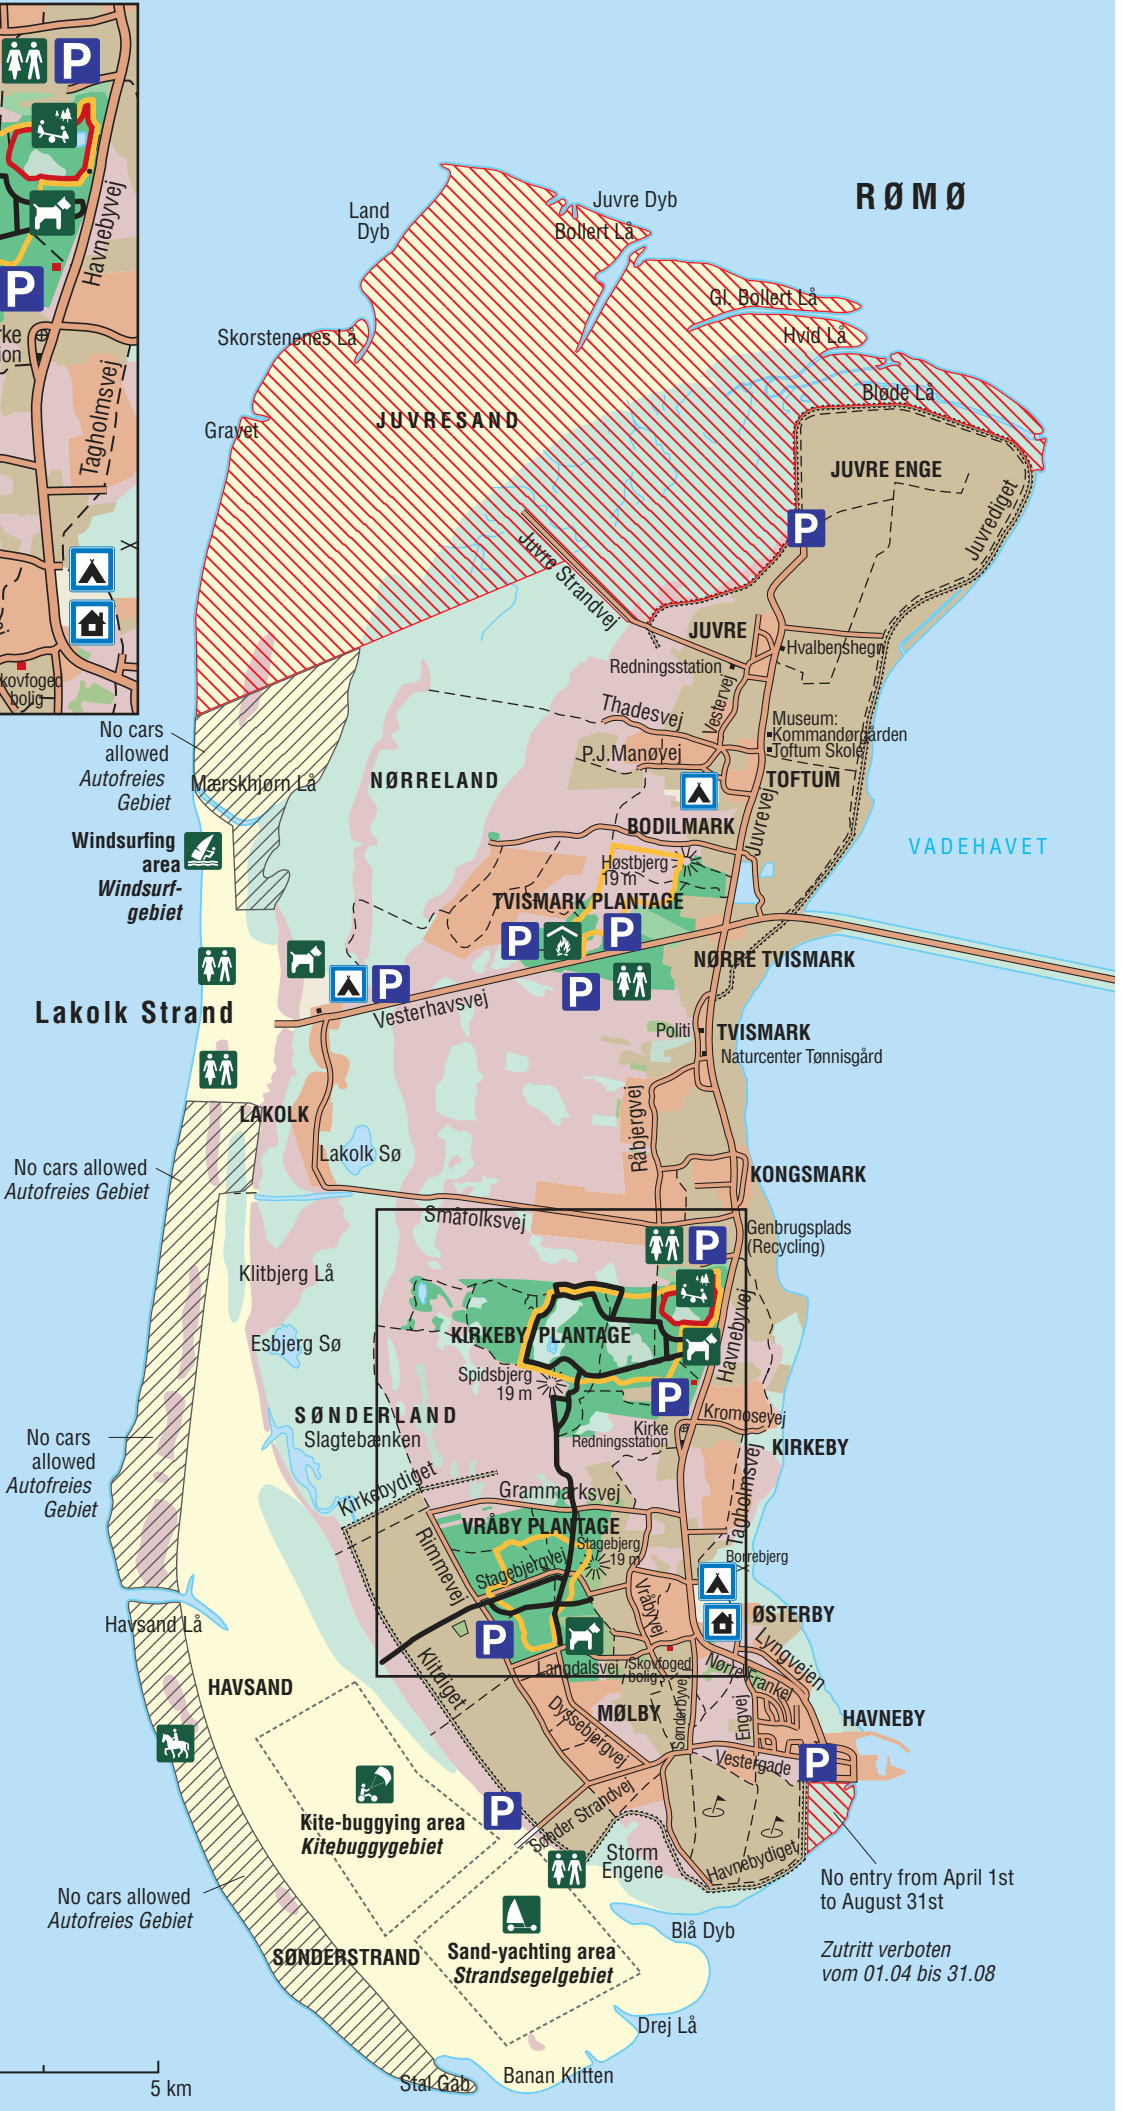 P
Havnebyvej
P
rke
ion
Tagholmsvej
ej
kovfoged
bolig
RØMØ
Land
Dyb
Juvre Dyb
Bollert Lå
Gl. Bollert Lå
Hvid Lå
Skorstenenes Lå
Bløde Lå
JUVRESAND
Gravet
JUVRE ENGE
Juvrediget
P
Juvre Strandvej
JUVRE
Hvalbenshegn
Redningsstation
Vestervej
Thadesvej
Museum:
Kommandørgården
Toftum Skole
P.J.Manøvej
TOFTUM
No cars
allowed
Autofreies
Gebiet
Mærskhjørn Lå
NØRRELAND
BODILMARK
Juvrevej
VADEHAVET
Windsurfing
area
Windsurf-
gebiet
Høstbjerg
19 m
TVISMARK PLANTAGE
P
P
NØRRE TVISMARK
P
P
Vesterhavsvej
Lakolk Strand
Politi
TVISMARK
Naturcenter Tønnisgård
LAKOLK
Råbjergvej
Lakolk Sø
No cars allowed
Autofreies Gebiet
KONGSMARK
Småfolksvej
Genbrugsplads
(Recycling)
P
Klitbjerg Lå
Havnebyvej
Esbjerg Sø
KIRKEBY PLANTAGE
Spidsbjerg
19 m
P
SØNDERLAND
Slagtebænken
Kromosevej
Kirke
Redningsstation
KIRKEBY
No cars
allowed
Autofreies
Gebiet
Kirkebydiget
Grammarksvej
Tagholmsvej
VRÅBY PLANTAGE
Rimmevej
Stagebjerg
19 m
Stagebjergvej
Borrebjerg
Vråbyvej
ØSTERBY
Havsand Lå
P
Lyngvejen
Klitdiget
Langdalsvej
Skovfoged
bolig
Nørre Frankel
HAVSAND
Sønderbyvej
Engvej
MØLBY
Dyssebjergvej
HAVNEBY
Vestergade
P
Kite-buggying area
Kitebuggygebiet
P
Sønder Strandvej
Storm
Engene
Havnebydiget
No entry from April 1st
to August 31st
Zutritt verboten
vom 01.04 bis 31.08
No cars allowed
Autofreies Gebiet
Blå Dyb
SØNDERSTRAND
Sand-yachting area
Strandsegelgebiet
Drej Lå
Banan Klitten
Stal Gab
5 km